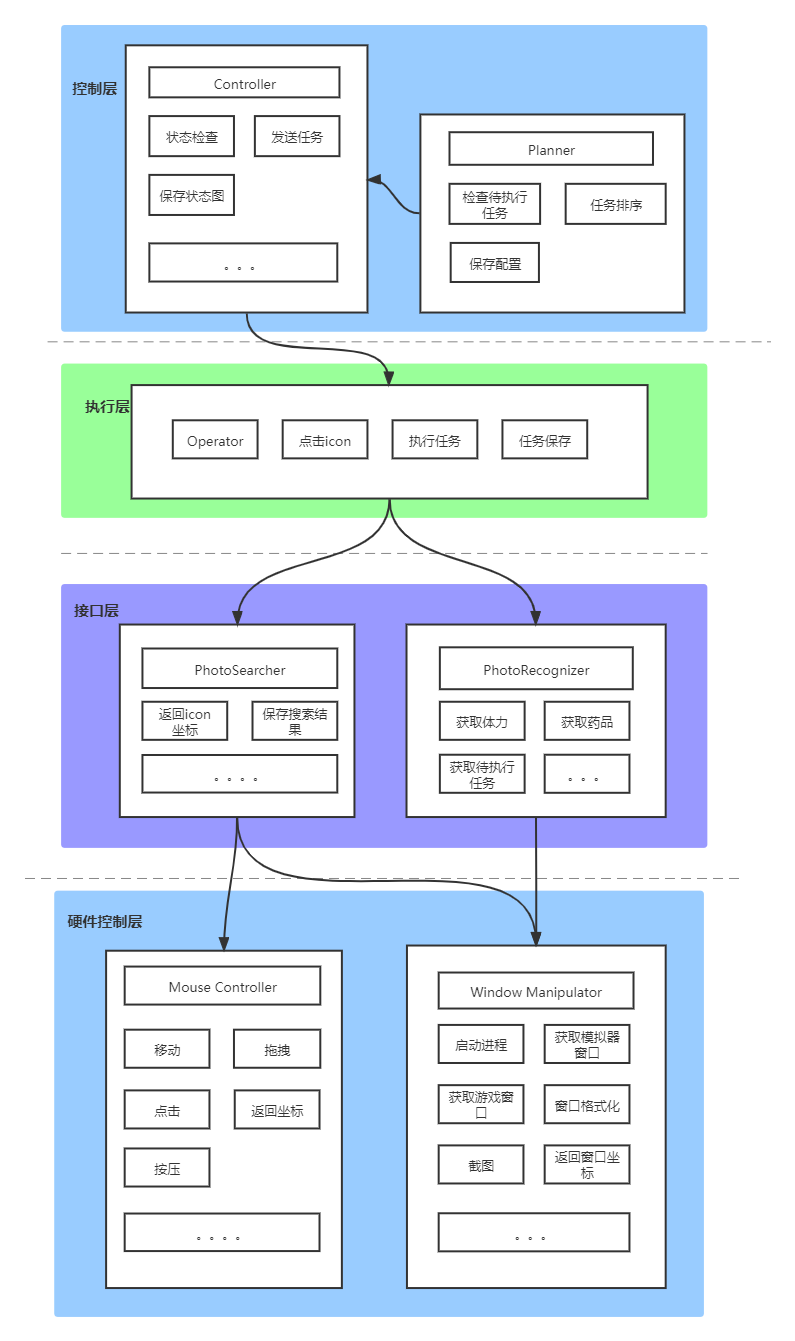 控制层
Controller
状态检查
发送任务
保存状态图
。。。
Planner
检查待执行
任务
任务排序
保存配置
执行层
Operator
点击icon
执行任务
任务保存
接口层
PhotoSearcher
返回icon
坐标
保存搜索结
果
。。。。
PhotoRecognizer
获取体力
获取药品
获取待执行
任务
。。。
硬件控制层
Mouse Controller
移动
拖拽
点击
返回坐标
按压
。。。。
Window Manipulator
启动进程
获取模拟器
窗口
获取游戏窗
口
窗口格式化
截图
返回窗口坐
标
。。。